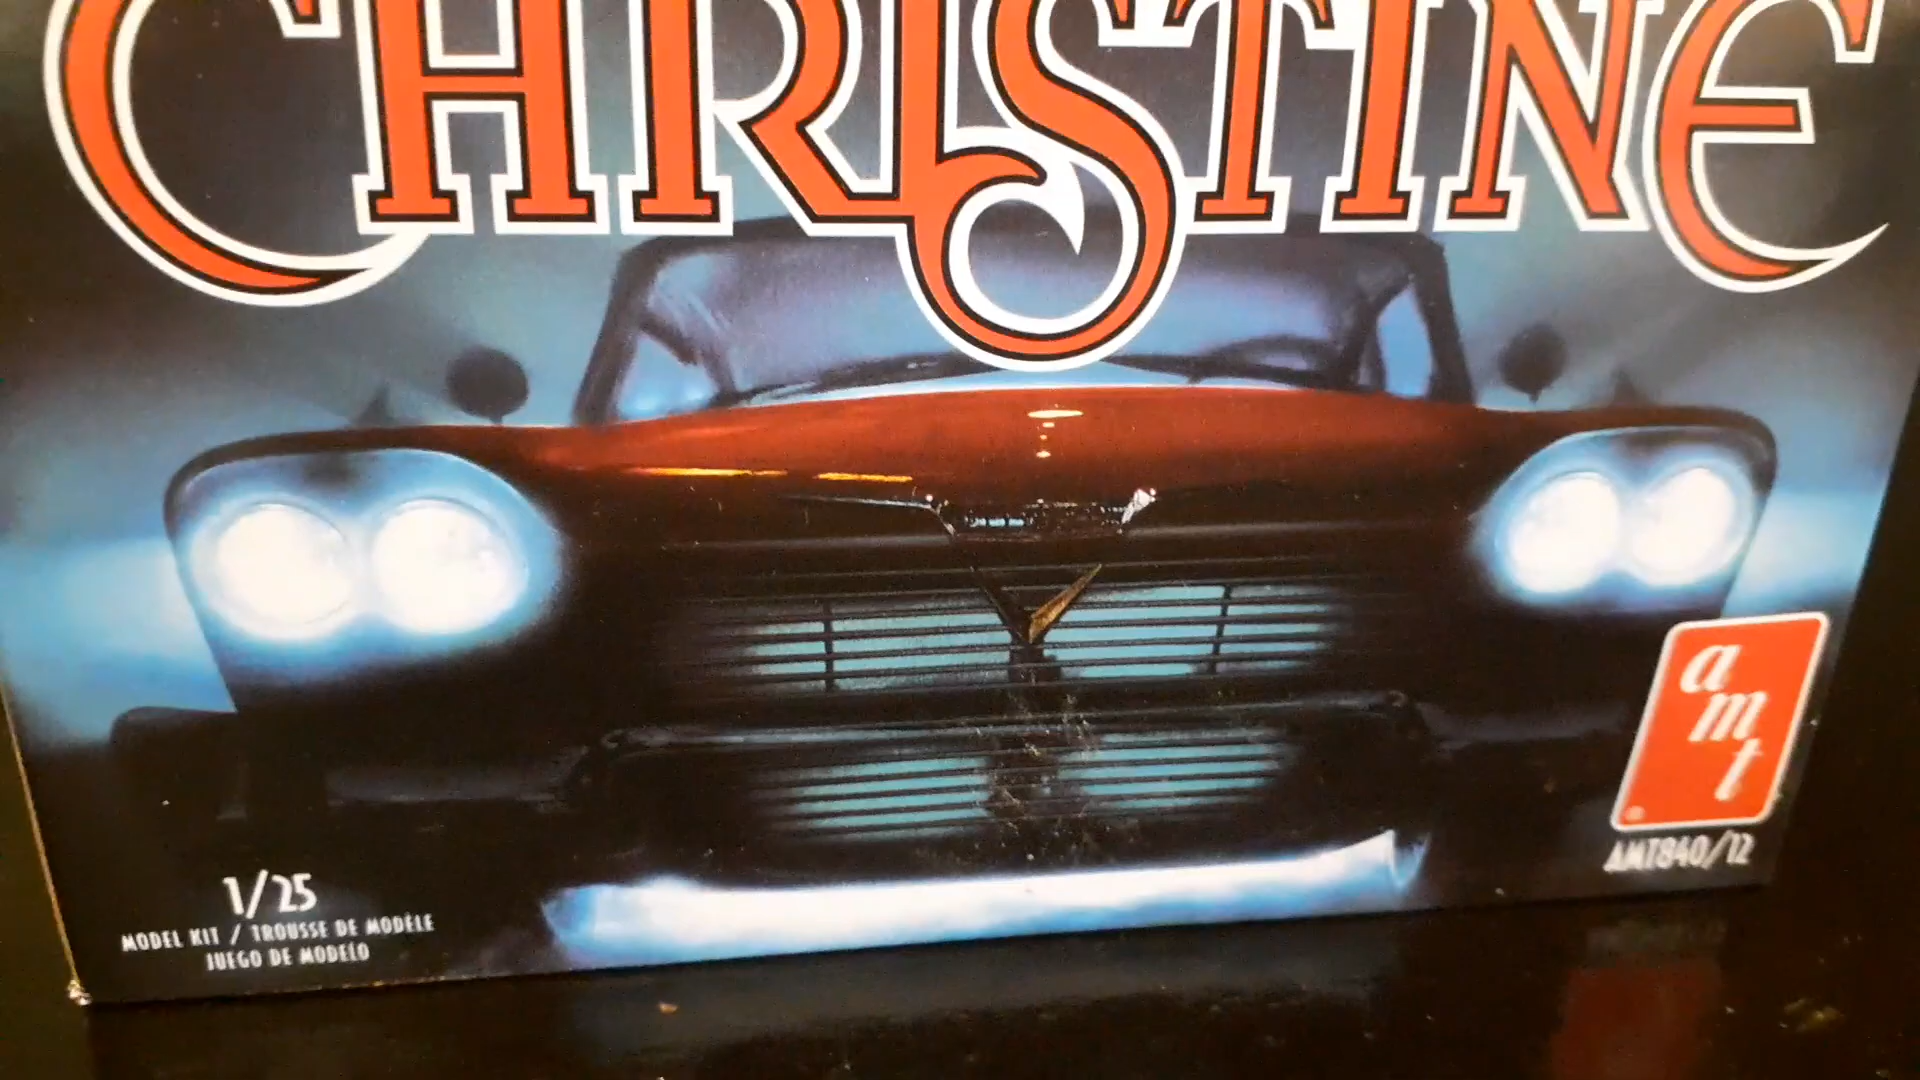 CHRISTINE
amt
AMT840/12
1/25
MODEL KIT / TROUSSE DE MODÈLE
JUEGO DE MODELO